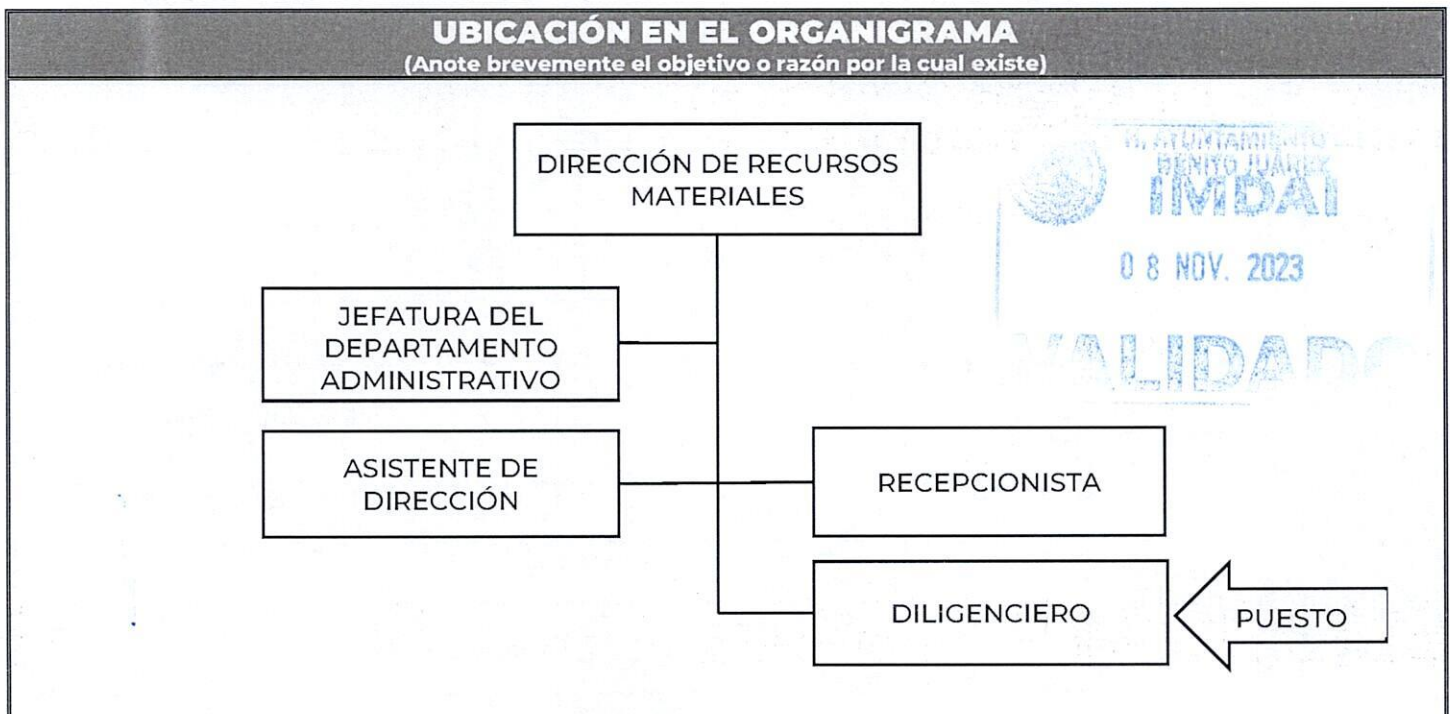 UBICACIÓN EN EL ORGANIGRAMA
(Anote brevemente el objetivo o razón por la cual existe)
DIRECCIÓN DE RECURSOS
MATERIALES
H. AYUNTAMIENTO
BENITO JUÁREZ
IMDAI
08 NOV. 2023
VALIDADO
JEFATURA DEL
DEPARTAMENTO
ADMINISTRATIVO
ASISTENTE DE
DIRECCIÓN
RECEPCIONISTA
DILIGENCIERO
PUESTO